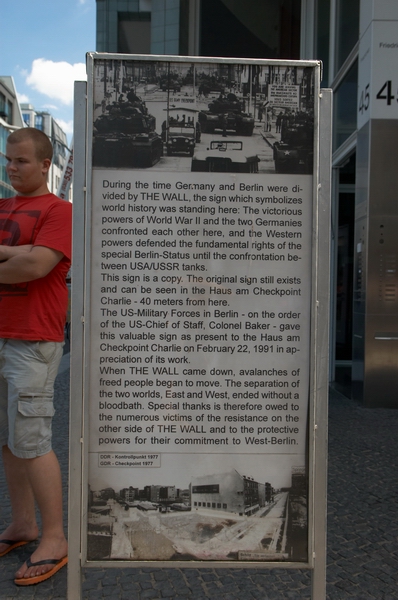 Friedri
45 4
During the time Germany and Berlin were di-
vided by THE WALL, the sign which symbolizes
world history was standing here: The victorious
powers of World War II and the two Germanies
confronted each other here, and the Western
powers defended the fundamental rights of the
special Berlin-Status until the confrontation be-
tween USA/USSR tanks.
This sign is a copy. The original sign still exists
and can be seen in the Haus am Checkpoint
Charlie - 40 meters from here.
The US-Military Forces in Berlin - on the order
of the US-Chief of Staff, Colonel Baker - gave
this valuable sign as present to the Haus am
Checkpoint Charlie on February 22, 1991 in ap-
preciation of its work.
When THE WALL came down, avalanches of
freed people began to move. The separation of
the two worlds, East and West, ended without a
bloodbath. Special thanks is therefore owed to
the numerous victims of the resistance on the
other side of THE WALL and to the protective
powers for their commitment to West-Berlin.
DDR - Kontrollpunkt 1977
GDR - Checkpoint 1977